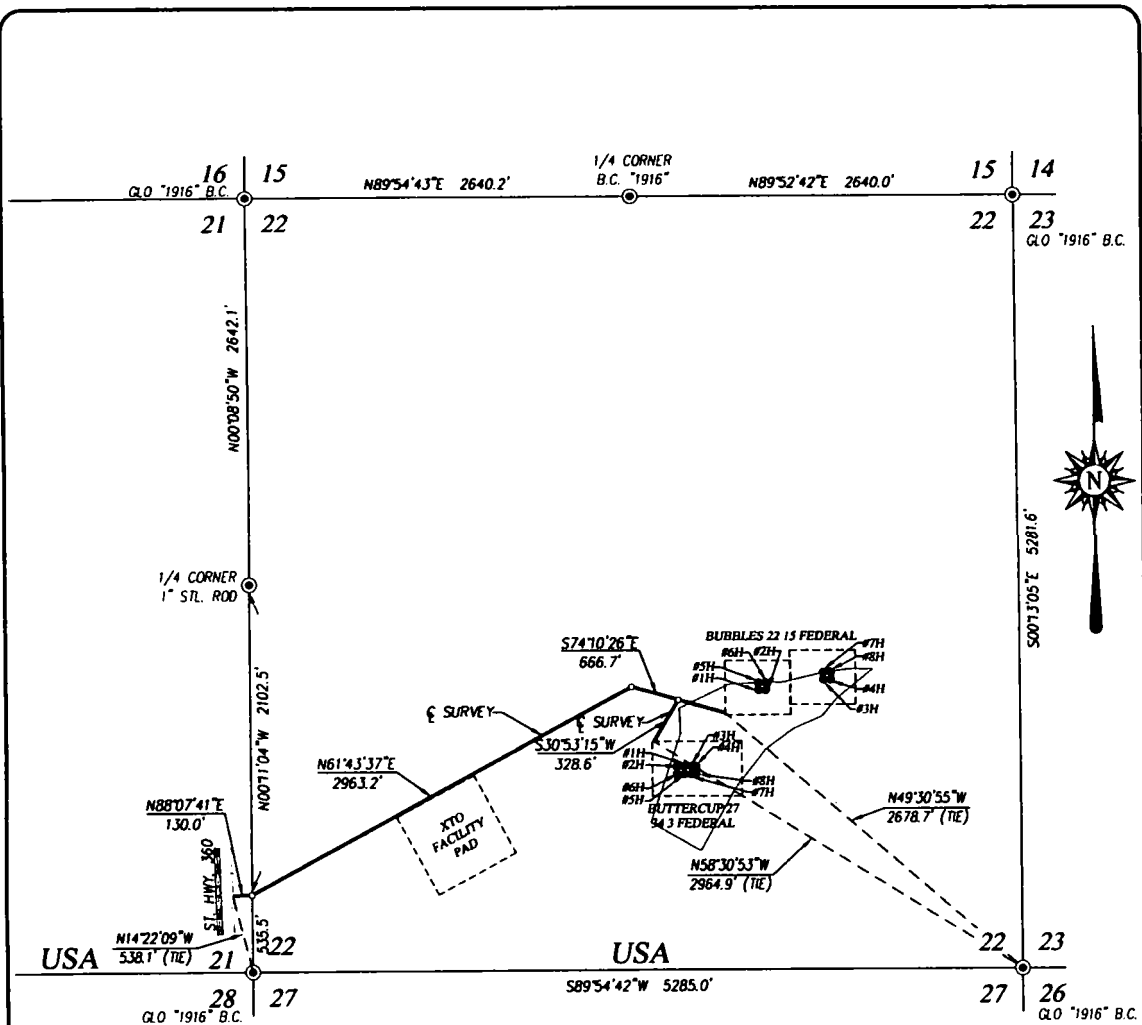 16 15
GLO "1916" B.C.
21 22
N89°54'43"E 2640.2'
1/4 CORNER
B.C. "1916"
N89°52'42"E 2640.0'
15 14
22 23
GLO "1916" B.C.
N00°08'50"W 2642.1'
N
S00°13'05"E 5281.6'
1/4 CORNER
1" STL. ROD
N00°11'04"W 2102.5'
S74°10'26"E
666.7'
BUBBLES 22 15 FEDERAL
#6H #2H
#5H
#1H
#7H
#8H
#4H
#3H
℄ SURVEY
℄ SURVEY
S30°53'15"W
328.6'
N61°43'37"E
2963.2'
#3H
#4H
#1H
#2H
#6H
#5H
#8H
#7H
BUTTERCUP 27
34 3 FEDERAL
N88°07'41"E
130.0'
XTO
FACILITY
PAD
N49°30'55"W
2678.7' (TIE)
N58°30'53"W
2964.9' (TIE)
ST. HWY. 360
N14°22'09"W
538.1' (TIE)
535.5'
USA 21 22
USA
22 23
28 27
S89°54'42"W 5285.0'
27 26
GLO "1916" B.C.
GLO "1916" B.C.